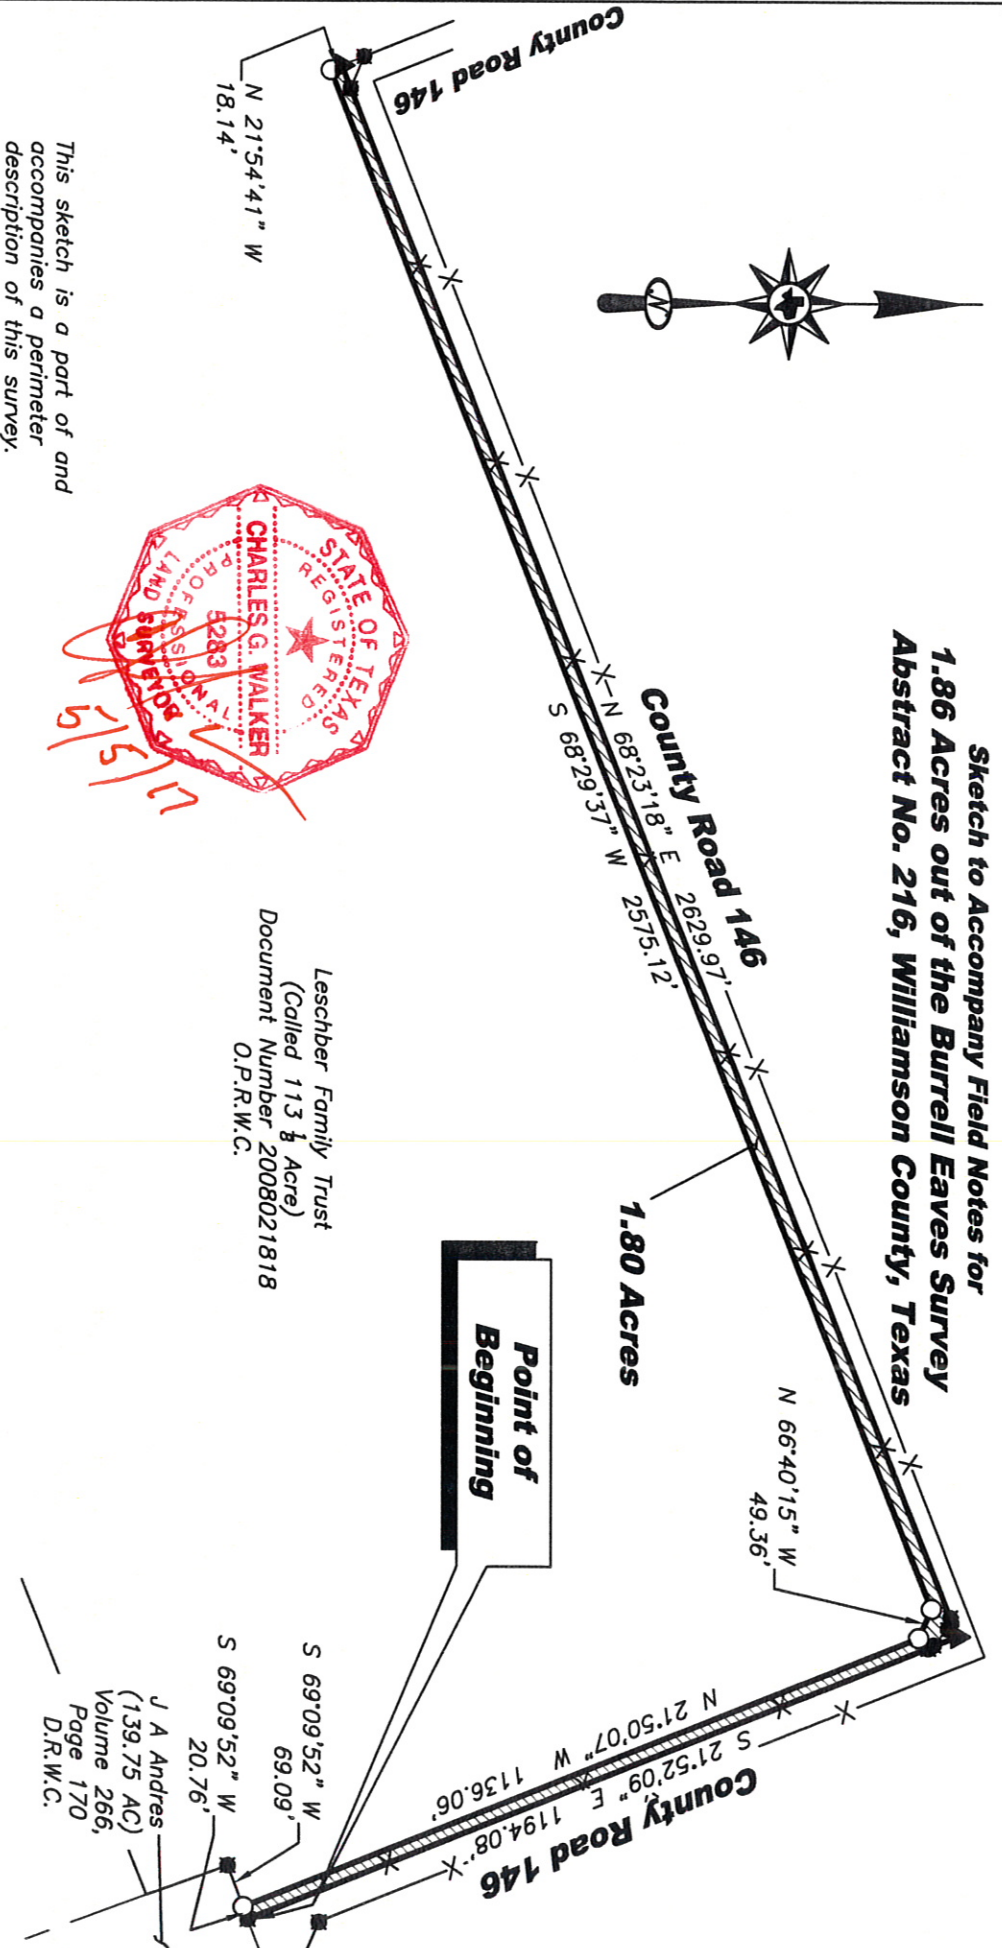 Sketch to Accompany Field Notes for
1.86 Acres out of the Burrell Eaves Survey
Abstract No. 216, Williamson County, Texas
County Road 146
N 21°54'41" W
18.14'
County Road 146
N 68°23'18" E 2629.97'
S 68°29'37" W 2575.12'
1.80 Acres
N 66°40'15" W
49.36'
N 21°50'07" W 1136.06'
S 21°52'09" E 1194.08'
County Road 146
Point of
Beginning
Leschber Family Trust
(Called 113 ⅓ Acre)
Document Number 2008021818
O.P.R.W.C.
S 69°09'52" W
69.09'
S 69°09'52" W
20.76'
J A Andres
(139.75 AC)
Volume 266,
Page 170
D.R.W.C.
STATE OF TEXAS
REGISTERED
CHARLES G. WALKER
5283
PROFESSIONAL
LAND SURVEYOR
5/5/17
This sketch is a part of and
accompanies a perimeter
description of this survey.
N